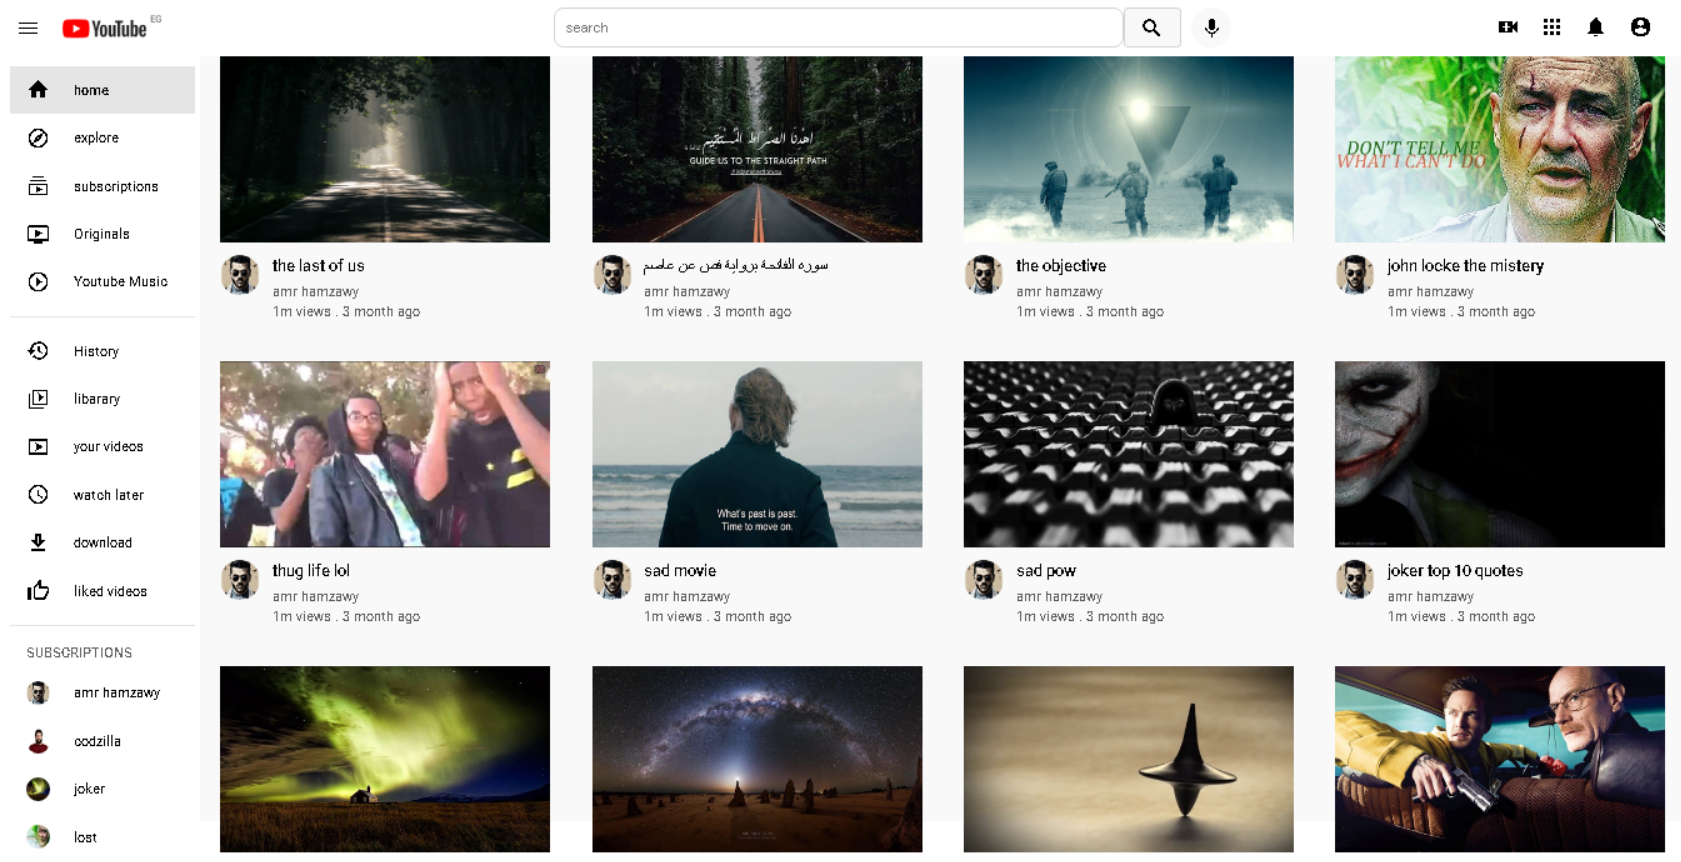 YouTube EG
search
home
explore
subscriptions
Originals
Youtube Music
History
libarary
your videos
watch later
download
liked videos
SUBSCRIPTIONS
amr hamzawy
codzilla
joker
lost
اهدنا الصراط المستقيم
GUIDE US TO THE STRAIGHT PATH
DON'T TELL ME
WHAT I CAN'T DO
the last of us
amr hamzawy
1m views . 3 month ago
سوره الفاتحة برواية حفص عن عاصم
amr hamzawy
1m views . 3 month ago
the objective
amr hamzawy
1m views . 3 month ago
john locke the mistery
amr hamzawy
1m views . 3 month ago
What's past is past.
Time to move on.
thug life lol
amr hamzawy
1m views . 3 month ago
sad movie
amr hamzawy
1m views . 3 month ago
sad pow
amr hamzawy
1m views . 3 month ago
joker top 10 quotes
amr hamzawy
1m views . 3 month ago